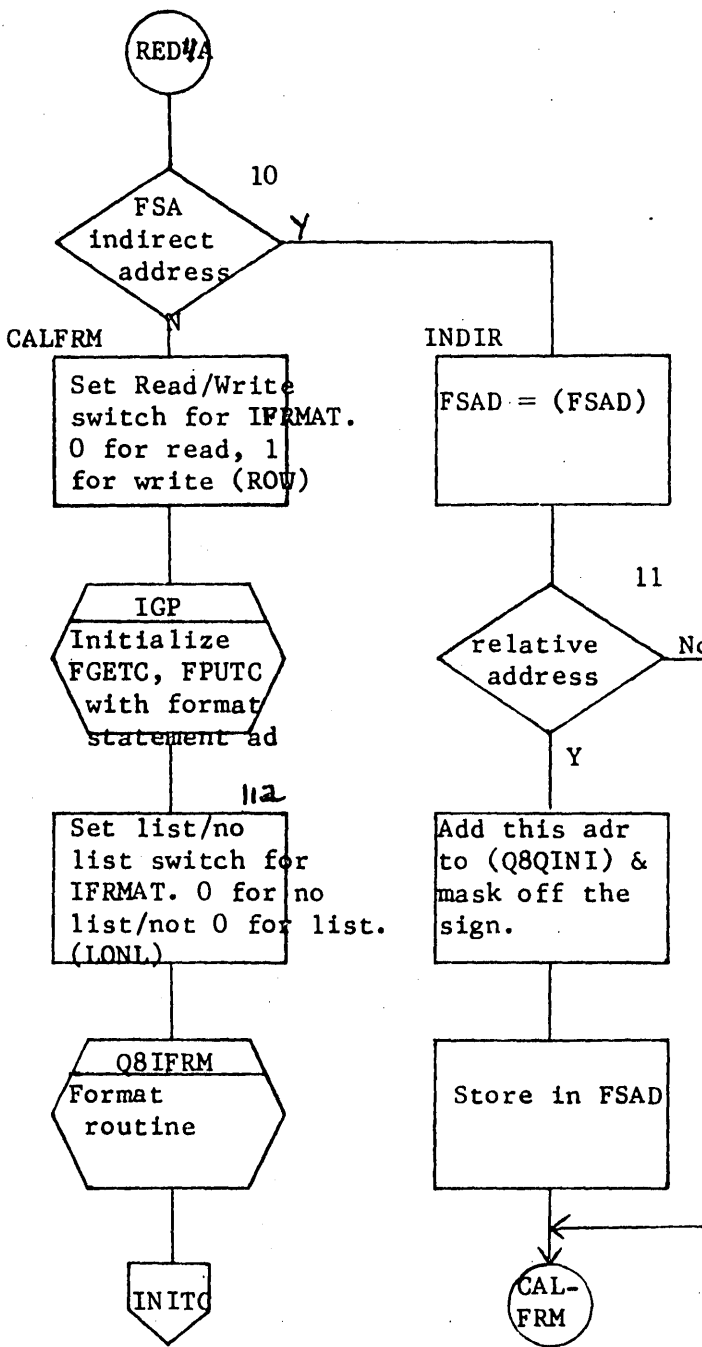 RED4A
10
FSA
indirect
address
Y
N
CALFRM
Set Read/Write
switch for IFRMAT.
0 for read, 1
for write (ROW)
IGP
Initialize
FGETC, FPUTC
with format
statement ad
112
Set list/no
list switch for
IFRMAT. 0 for no
list/not 0 for list.
(LONL)
Q8IFRM
Format
routine
INITC
INDIR
FSAD = (FSAD)
11
relative
address
No
Y
Add this adr
to (Q8QINI) &
mask off the
sign.
Store in FSAD
CAL-
FRM